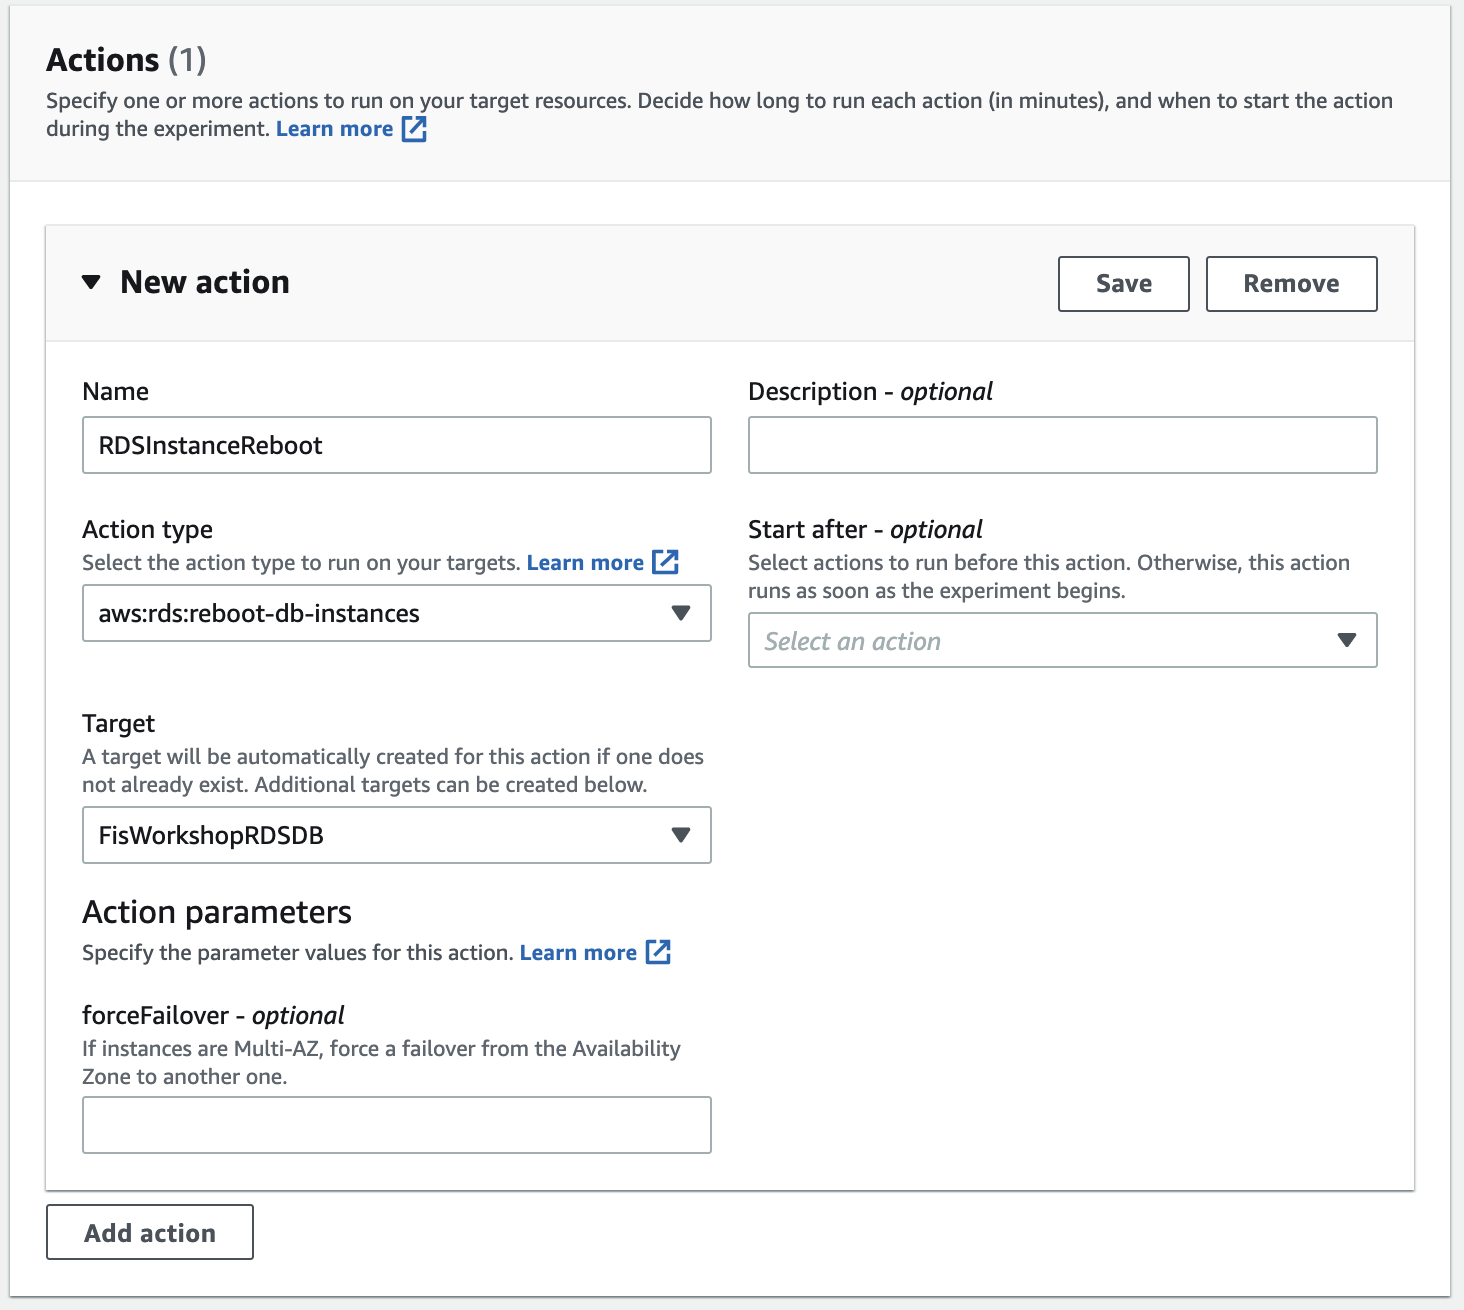 Actions (1)
Specify one or more actions to run on your target resources. Decide how long to run each action (in minutes), and when to start the action
during the experiment. Learn more
New action
Save
Remove
Name
RDSInstanceReboot
Description - optional
Action type
Select the action type to run on your targets. Learn more
aws:rds:reboot-db-instances
Start after - optional
Select actions to run before this action. Otherwise, this action
runs as soon as the experiment begins.
Select an action
Target
A target will be automatically created for this action if one does
not already exist. Additional targets can be created below.
FisWorkshopRDSDB
Action parameters
Specify the parameter values for this action. Learn more
forceFailover - optional
If instances are Multi-AZ, force a failover from the Availability
Zone to another one.
Add action